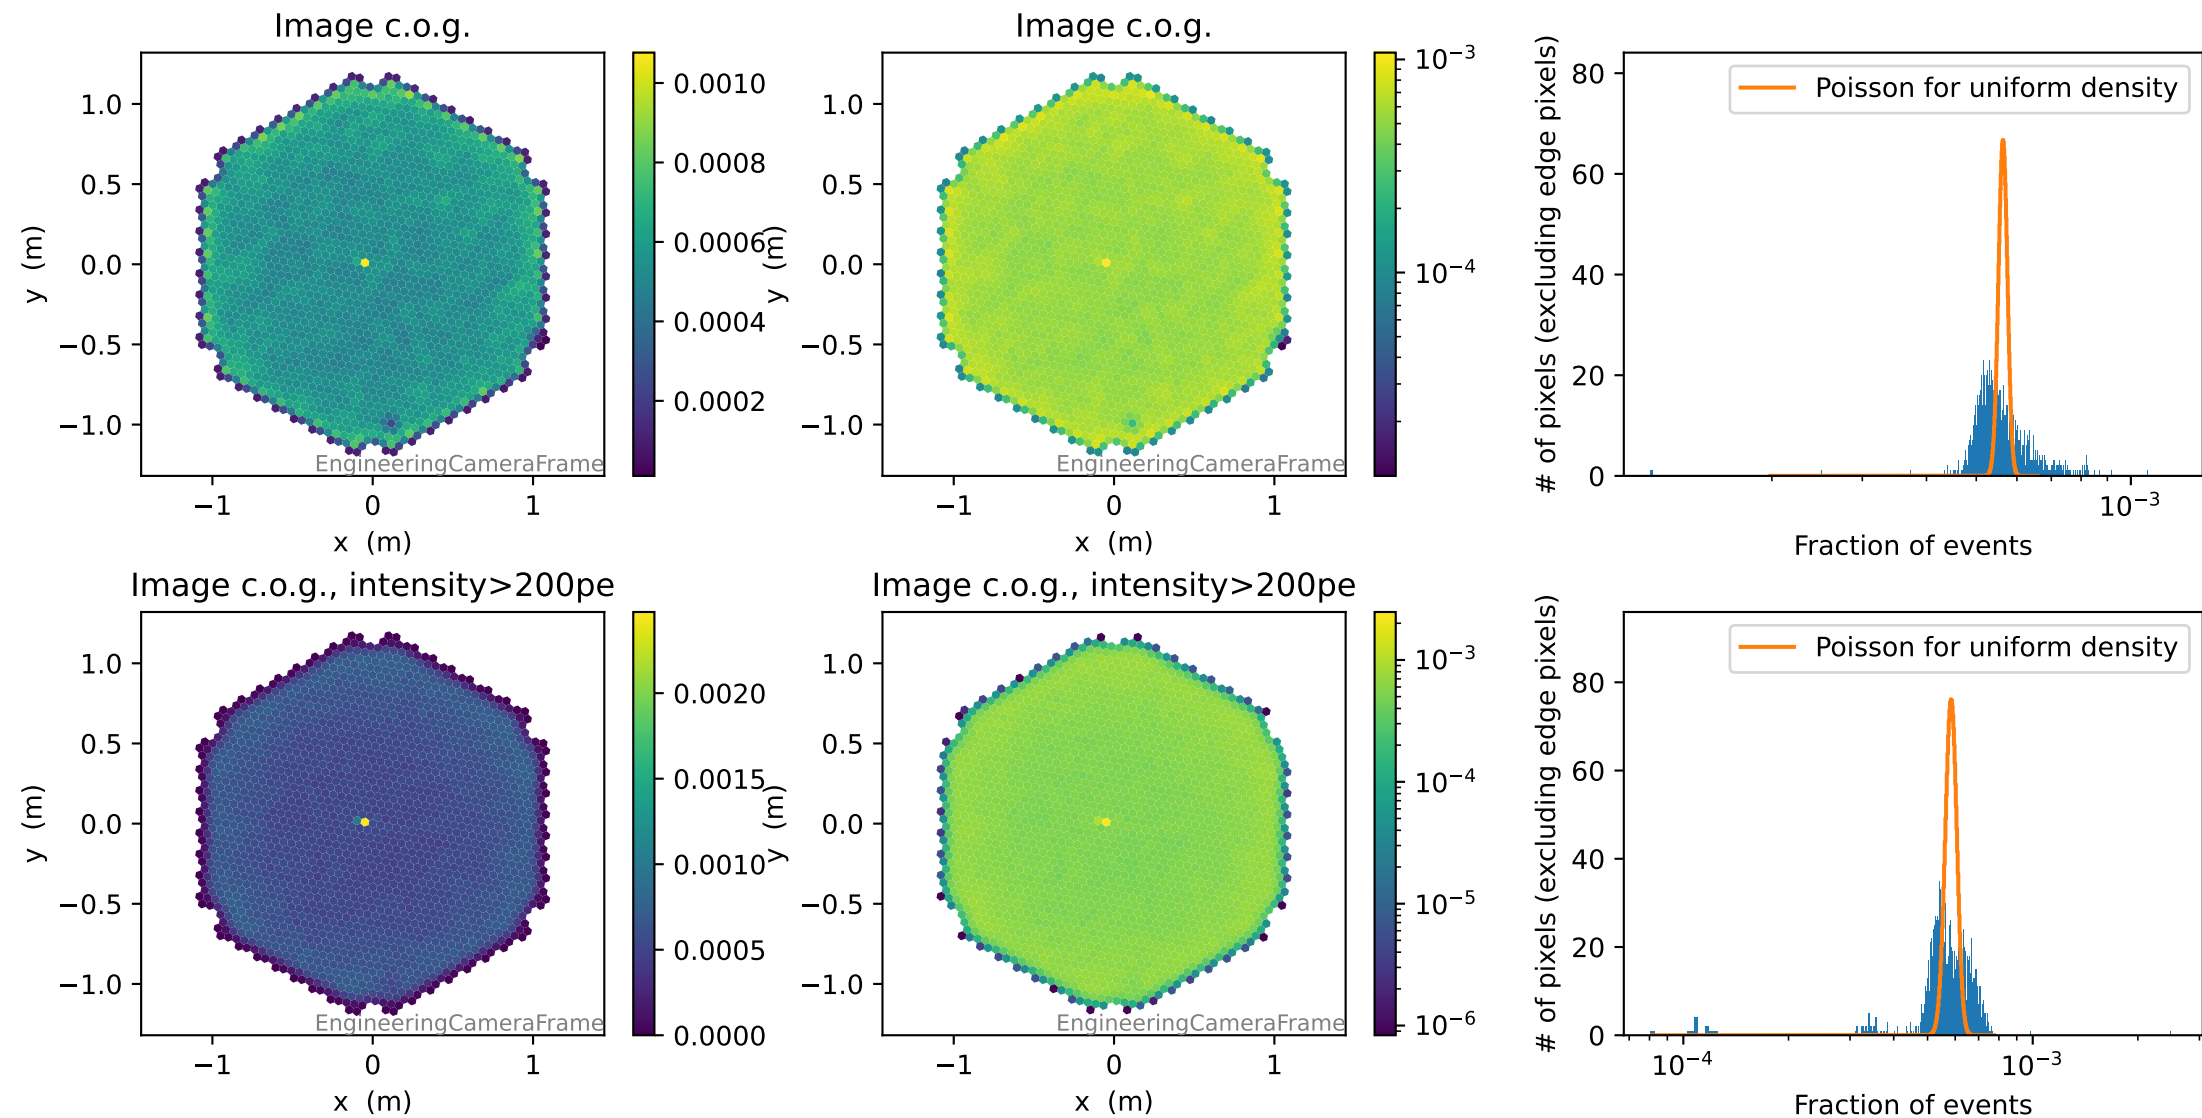 Image c.o.g.
1.0
0.5
0.0
−0.5
−1.0
y (m)
−1
0
1
x (m)
EngineeringCameraFrame
0.0010
0.0008
0.0006
0.0004
0.0002
Image c.o.g.
1.0
0.5
0.0
−0.5
−1.0
y (m)
−1
0
1
x (m)
EngineeringCameraFrame
10−3
10−4
# of pixels (excluding edge pixels)
80
60
40
20
0
Poisson for uniform density
10−3
Fraction of events
Image c.o.g., intensity>200pe
1.0
0.5
0.0
−0.5
−1.0
y (m)
−1
0
1
x (m)
EngineeringCameraFrame
0.0020
0.0015
0.0010
0.0005
0.0000
Image c.o.g., intensity>200pe
1.0
0.5
0.0
−0.5
−1.0
y (m)
−1
0
1
x (m)
EngineeringCameraFrame
10−3
10−4
10−5
10−6
# of pixels (excluding edge pixels)
80
60
40
20
0
Poisson for uniform density
10−4
10−3
Fraction of events